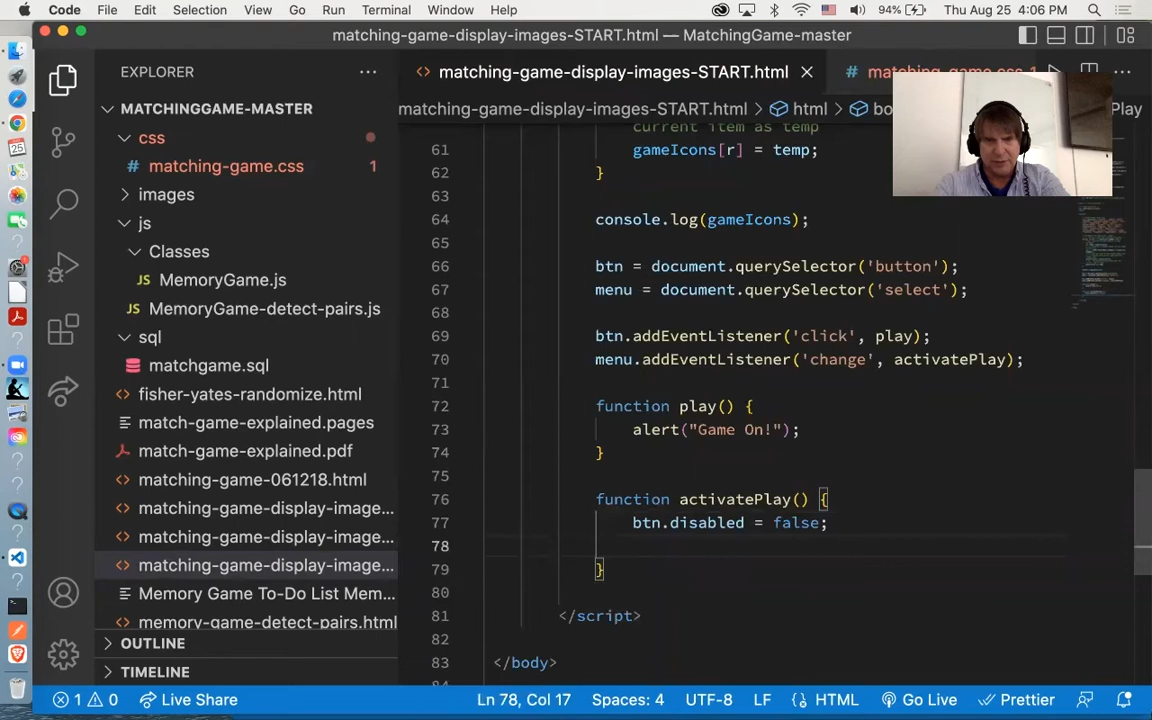 Code File Edit Selection View Go Run Terminal Window Help 94% Thu Aug 25 4:06 PM
matching-game-display-images-START.html — MatchingGame-master
EXPLORER
matching-game-display-images-START.html
# matching-game.css 1
MATCHINGGAME-MASTER
matching-game-display-images-START.html > html > Play
css
# matching-game.css 1
images
js
Classes
JS MemoryGame.js
JS MemoryGame-detect-pairs.js
sql
matchgame.sql
fisher-yates-randomize.html
match-game-explained.pages
match-game-explained.pdf
matching-game-061218.html
matching-game-display-image...
matching-game-display-image...
matching-game-display-image...
Memory Game To-Do List Mem...
memory-game-detect-pairs.html
OUTLINE
TIMELINE
current item as temp
61 gameIcons[r] = temp;
62 }
63
64 console.log(gameIcons);
65
66 btn = document.querySelector('button');
67 menu = document.querySelector('select');
68
69 btn.addEventListener('click', play);
70 menu.addEventListener('change', activatePlay);
71
72 function play() {
73 alert("Game On!");
74 }
75
76 function activatePlay() {
77 btn.disabled = false;
78
79 }
80
81 </script>
82
83 </body>
1 0 Live Share Ln 78, Col 17 Spaces: 4 UTF-8 LF {} HTML Go Live Prettier